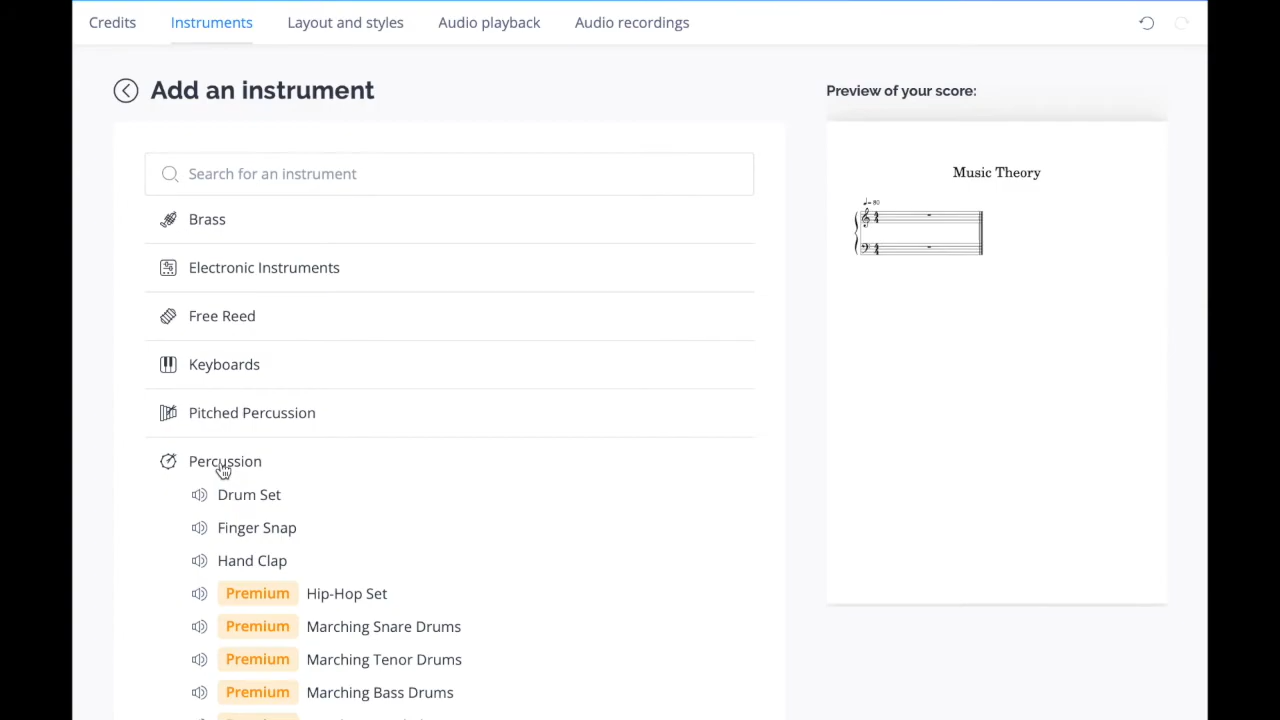 Credits Instruments Layout and styles Audio playback Audio recordings
Add an instrument
Search for an instrument
Brass
Electronic Instruments
Free Reed
Keyboards
Pitched Percussion
Percussion
Drum Set
Finger Snap
Hand Clap
Premium Hip-Hop Set
Premium Marching Snare Drums
Premium Marching Tenor Drums
Premium Marching Bass Drums
Preview of your score:
Music Theory
♩= 80